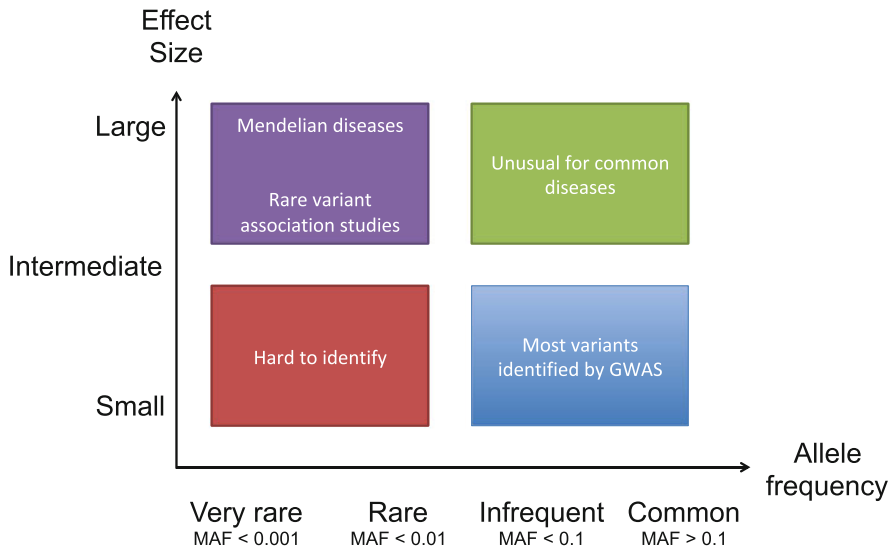 Effect
Size
Large
Mendelian diseases
Rare variant
association studies
Unusual for common
diseases
Intermediate
Hard to identify
Most variants
identified by GWAS
Small
Allele
frequency
Very rare
MAF < 0.001
Rare
MAF < 0.01
Infrequent
MAF < 0.1
Common
MAF > 0.1